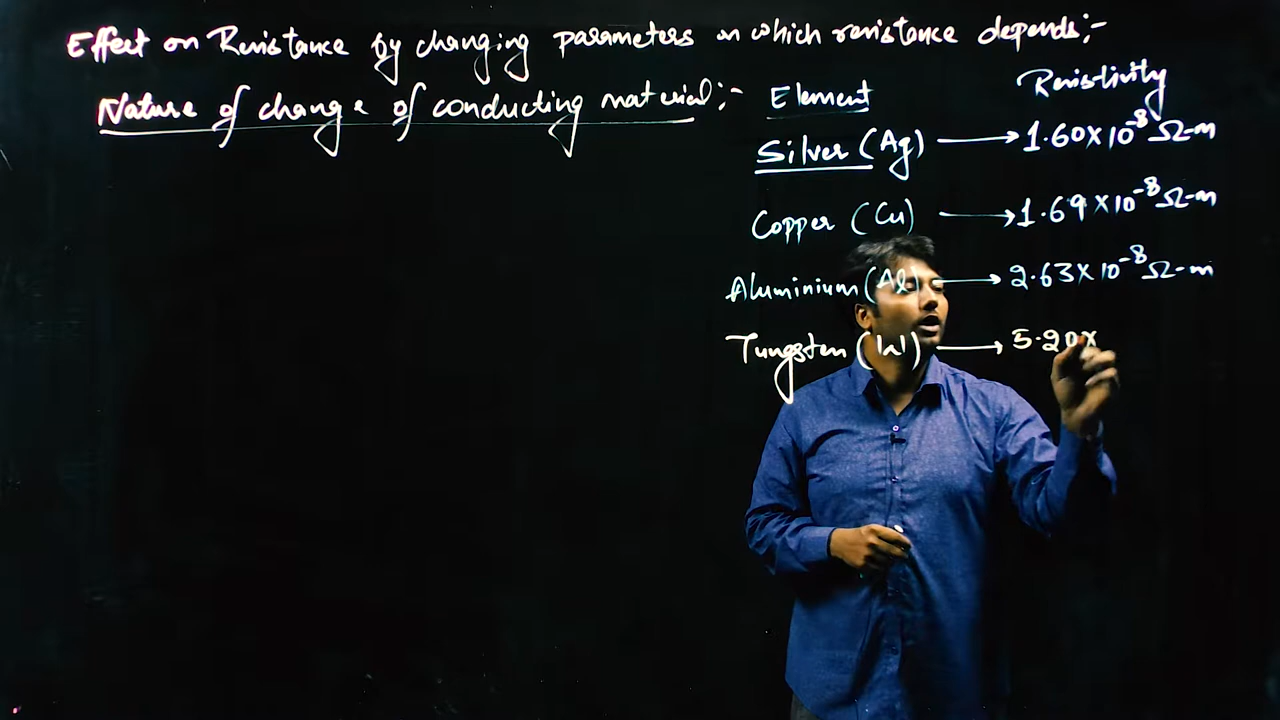 Effect on Resistance by changing parameters on which resistance depends:-
Nature of change of conducting material:-
Element Resistivity
Silver (Ag) → 1.60×10⁻⁸ Ω-m
Copper (Cu) → 1.69×10⁻⁸ Ω-m
Aluminium (Al) → 2.63×10⁻⁸ Ω-m
Tungsten (W) → 5.20×